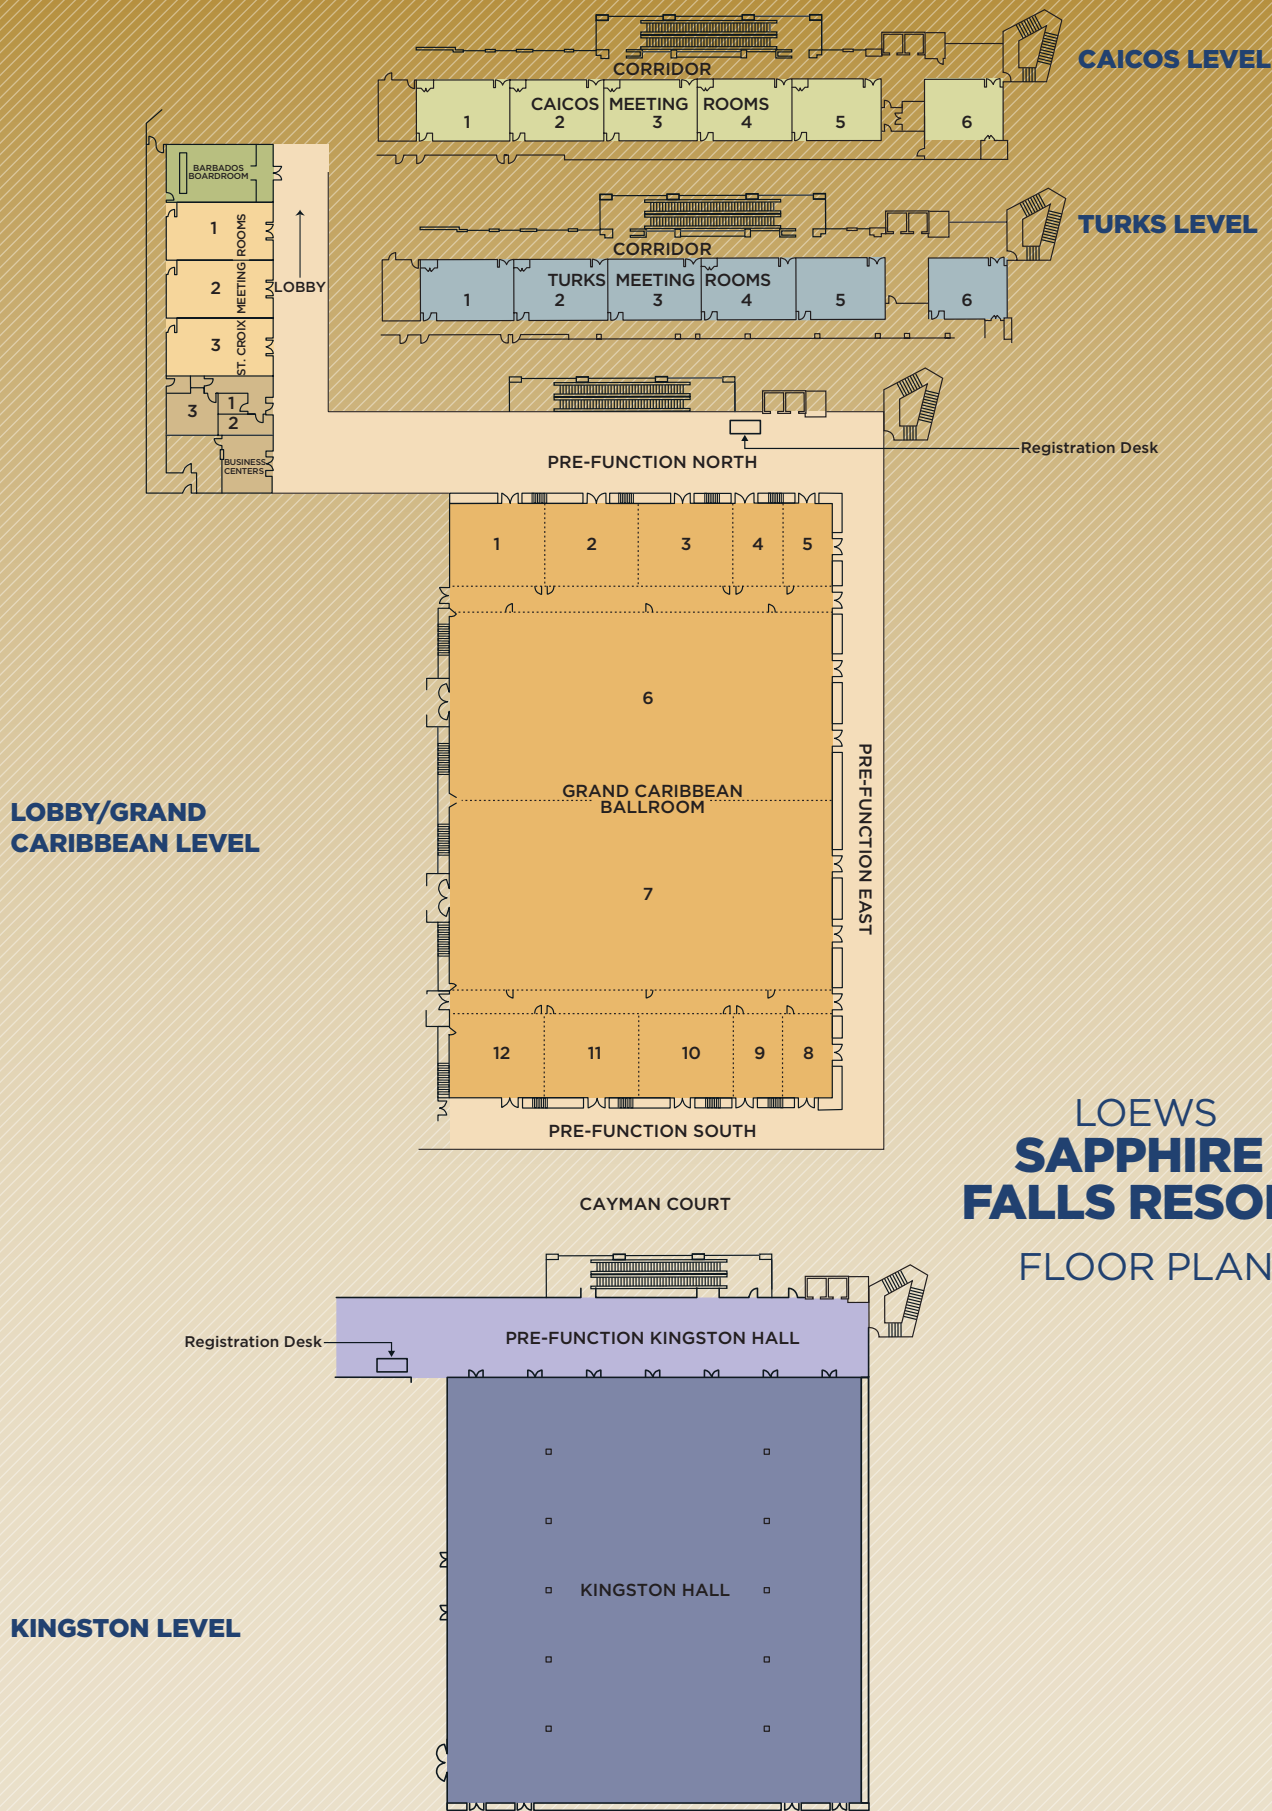 CAICOS LEVEL
CORRIDOR
CAICOS MEETING ROOMS
1 2 3 4 5 6
BARBADOS
BOARDROOM
1
2
3
ST. CROIX MEETING ROOMS
LOBBY
TURKS LEVEL
CORRIDOR
TURKS MEETING ROOMS
1 2 3 4 5 6
3
1
2
BUSINESS
CENTERS
Registration Desk
PRE-FUNCTION NORTH
1 2 3 4 5
6
GRAND CARIBBEAN
BALLROOM
PRE-FUNCTION EAST
LOBBY/GRAND
CARIBBEAN LEVEL
7
12 11 10 9 8
PRE-FUNCTION SOUTH
LOEWS
SAPPHIRE
FALLS RESO
FLOOR PLAN
CAYMAN COURT
Registration Desk
PRE-FUNCTION KINGSTON HALL
KINGSTON HALL
KINGSTON LEVEL